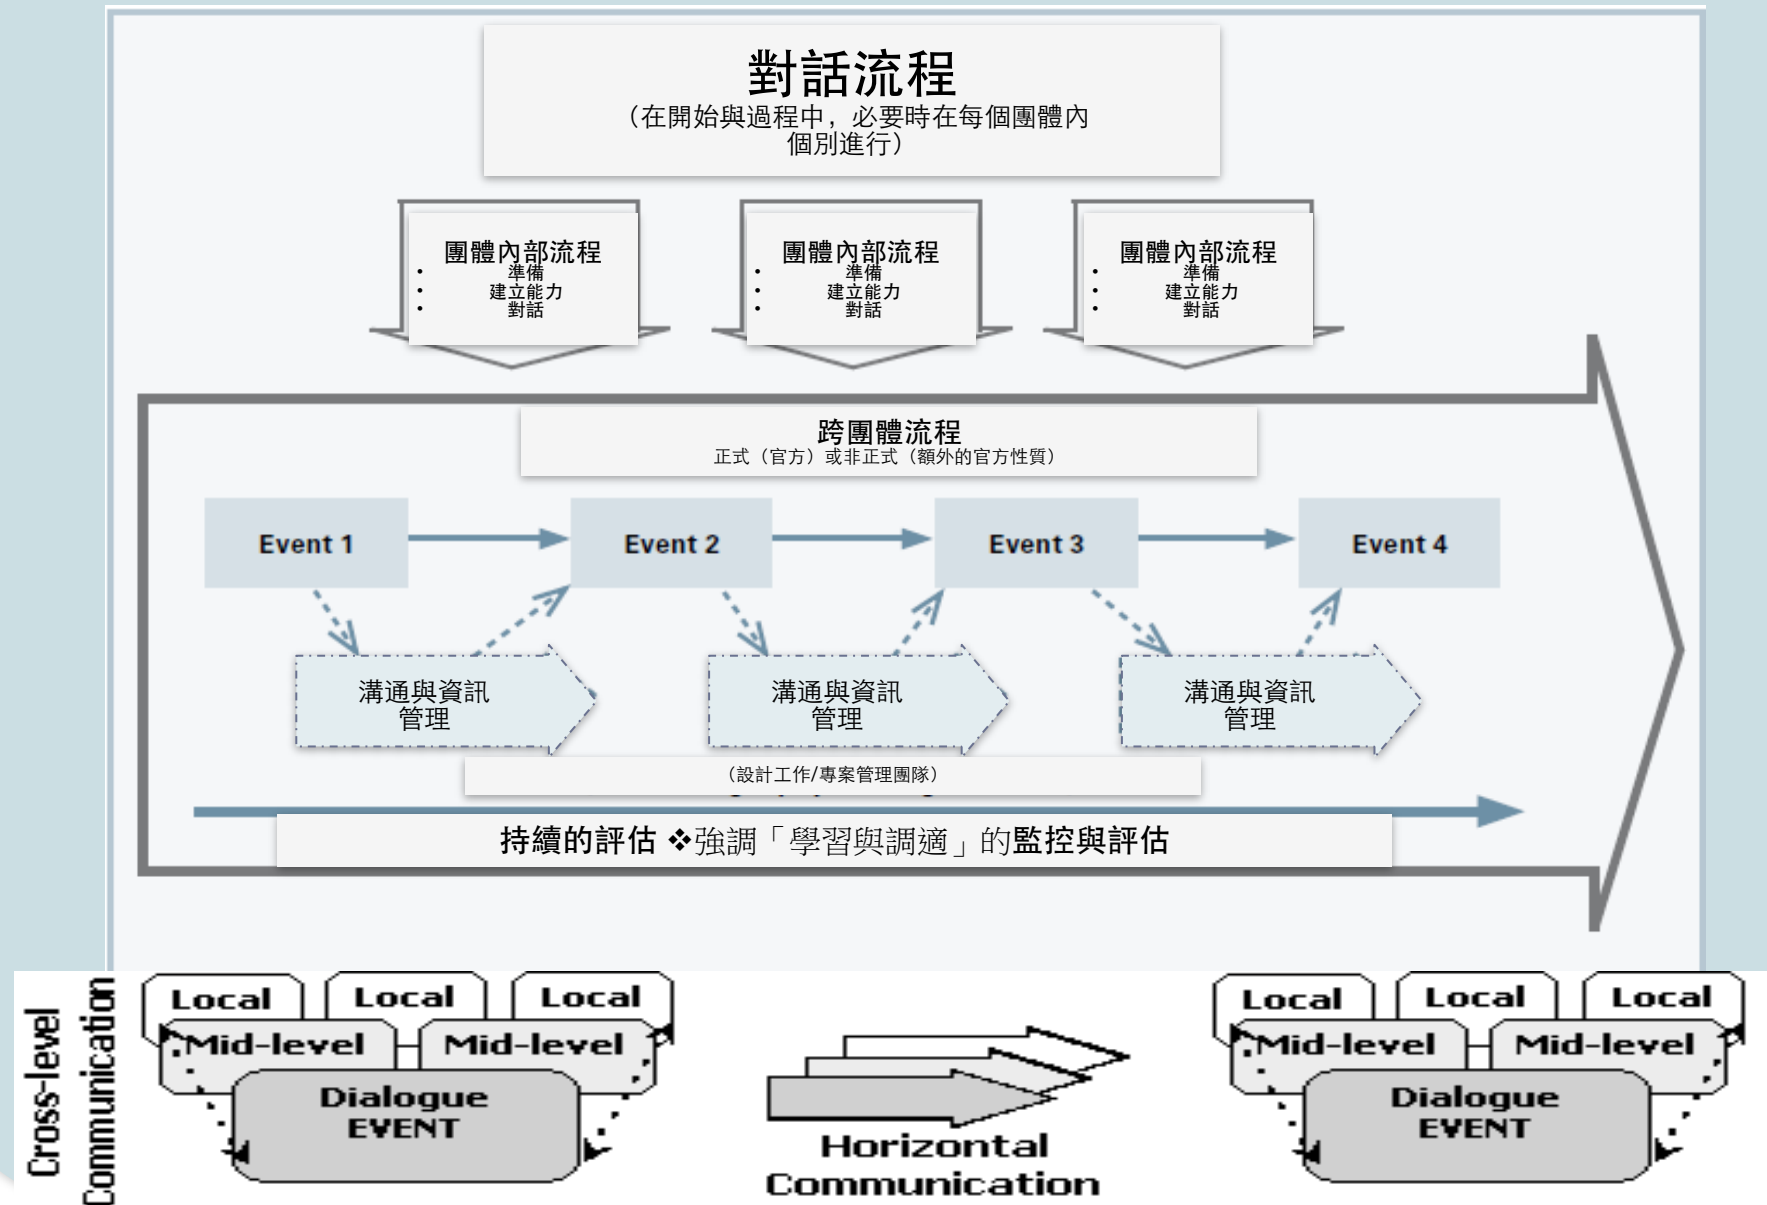 對話流程
（在開始與過程中，必要時在每個團體內
個別進行）
團體內部流程
• 準備
• 建立能力
• 對話
團體內部流程
• 準備
• 建立能力
• 對話
團體內部流程
• 準備
• 建立能力
• 對話
跨團體流程
正式（官方）或非正式（額外的官方性質）
Event 1
Event 2
Event 3
Event 4
溝通與資訊
管理
溝通與資訊
管理
溝通與資訊
管理
（設計工作/專案管理團隊）
持續的評估 ❖強調「學習與調適」的監控與評估
Cross-level
Communication
Local
Local
Local
Mid-level
Mid-level
Dialogue
EVENT
Horizontal
Communication
Local
Local
Local
Mid-level
Mid-level
Dialogue
EVENT